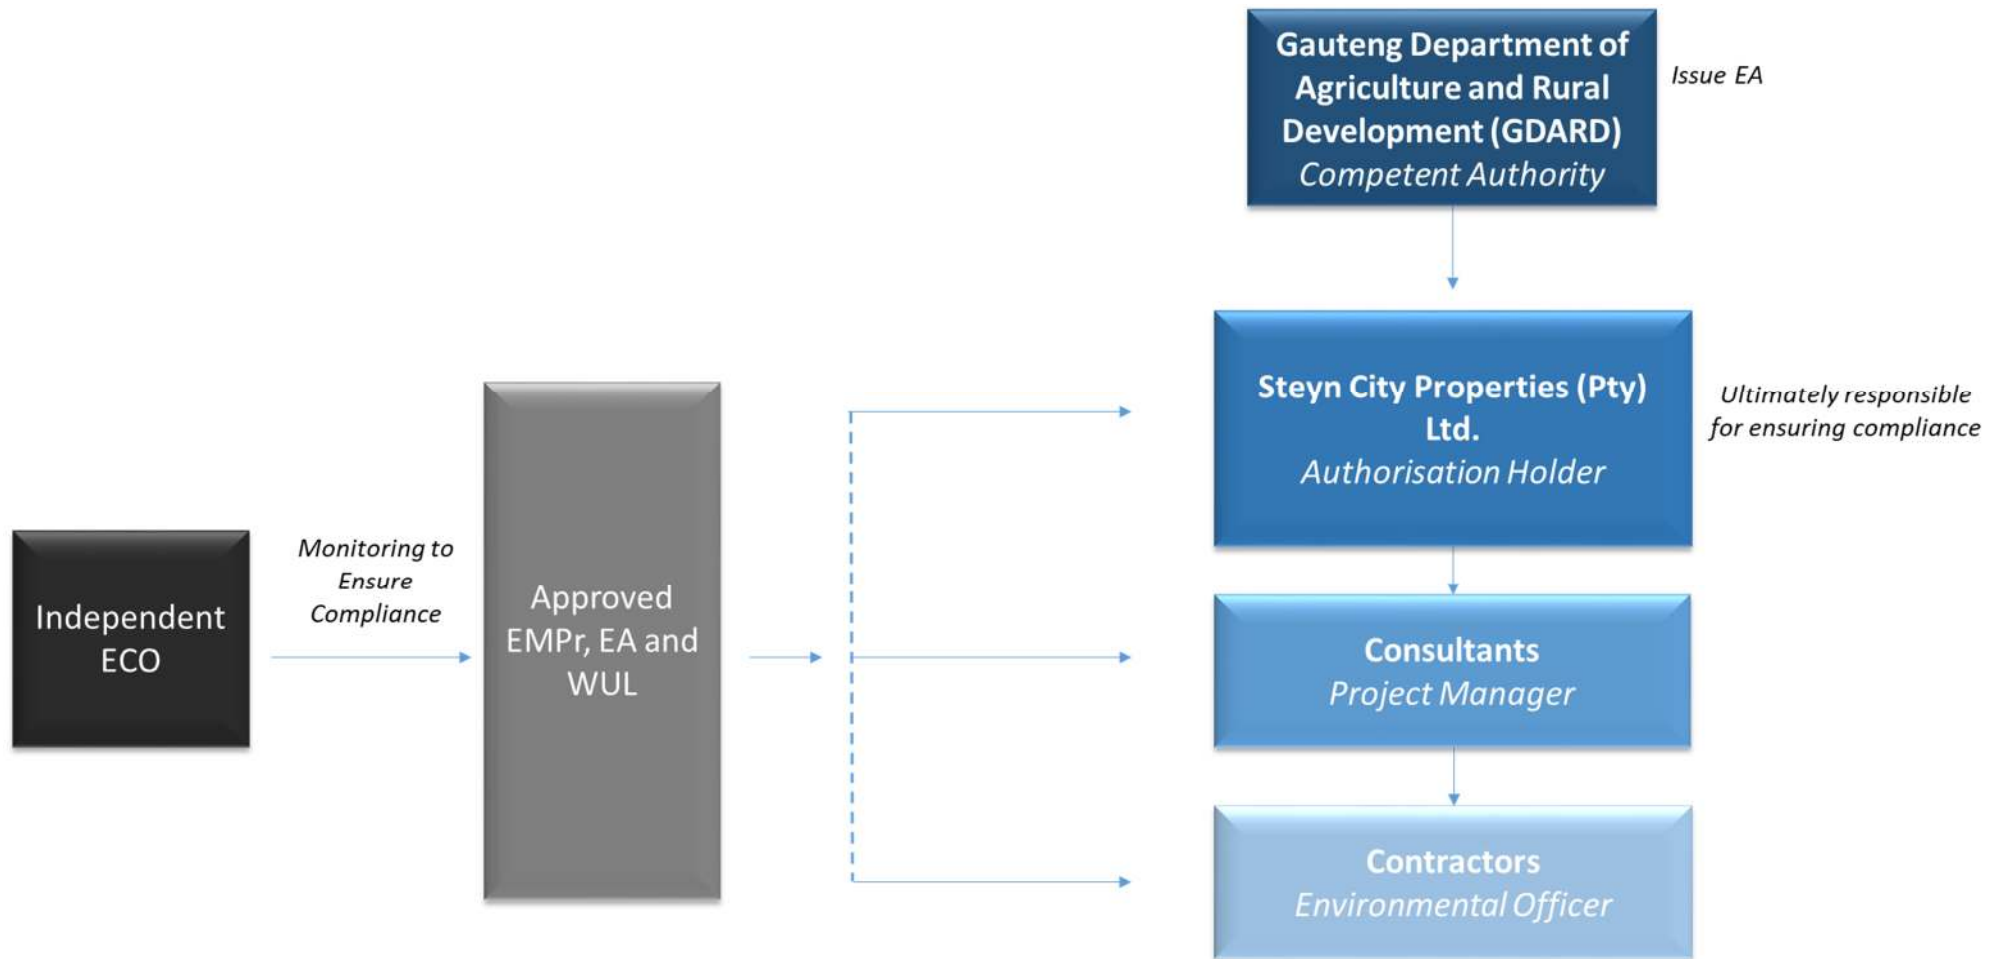 Gauteng Department of
Agriculture and Rural
Development (GDARD)
Competent Authority
Issue EA
Steyn City Properties (Pty)
Ltd.
Authorisation Holder
Ultimately responsible
for ensuring compliance
Independent
ECO
Monitoring to
Ensure
Compliance
Approved
EMPr, EA and
WUL
Consultants
Project Manager
Contractors
Environmental Officer